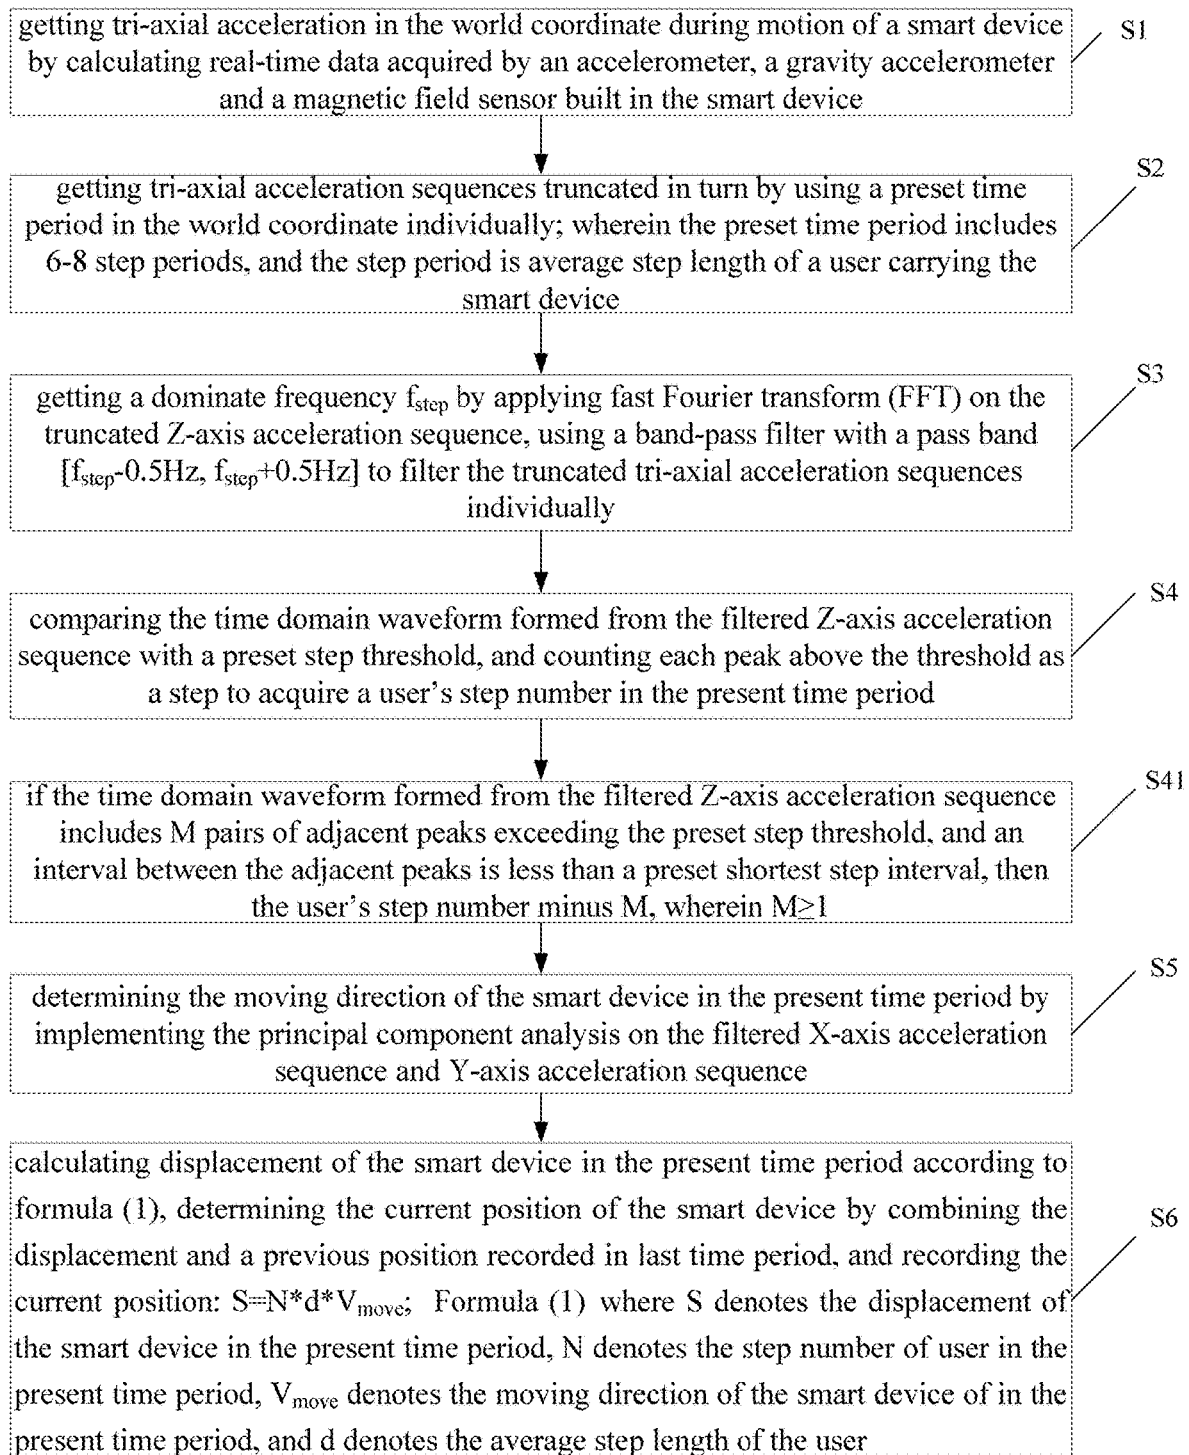 getting tri-axial acceleration in the world coordinate during motion of a smart device
by calculating real-time data acquired by an accelerometer, a gravity accelerometer
and a magnetic field sensor built in the smart device
S1
getting tri-axial acceleration sequences truncated in turn by using a preset time
period in the world coordinate individually; wherein the preset time period includes
6-8 step periods, and the step period is average step length of a user carrying the
smart device
S2
getting a dominate frequency fstep by applying fast Fourier transform (FFT) on the
truncated Z-axis acceleration sequence, using a band-pass filter with a pass band
[fstep-0.5Hz, fstep+0.5Hz] to filter the truncated tri-axial acceleration sequences
individually
S3
comparing the time domain waveform formed from the filtered Z-axis acceleration
sequence with a preset step threshold, and counting each peak above the threshold as
a step to acquire a user's step number in the present time period
S4
if the time domain waveform formed from the filtered Z-axis acceleration sequence
includes M pairs of adjacent peaks exceeding the preset step threshold, and an
interval between the adjacent peaks is less than a preset shortest step interval, then
the user's step number minus M, wherein M≥1
S41
determining the moving direction of the smart device in the present time period by
implementing the principal component analysis on the filtered X-axis acceleration
sequence and Y-axis acceleration sequence
S5
calculating displacement of the smart device in the present time period according to
formula (1), determining the current position of the smart device by combining the
displacement and a previous position recorded in last time period, and recording the
current position: S=N*d*Vmove; Formula (1) where S denotes the displacement of
the smart device in the present time period, N denotes the step number of user in the
present time period, Vmove denotes the moving direction of the smart device of in the
present time period, and d denotes the average step length of the user
S6